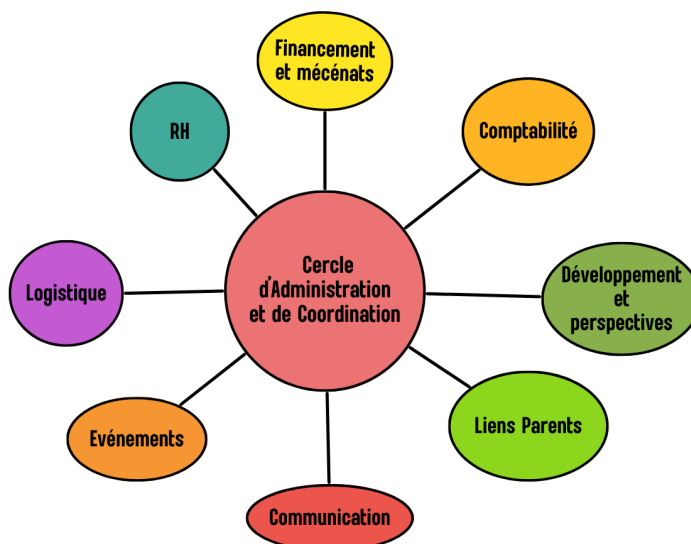 Financement
et mécénats
RH
Comptabilité
Cercle
d'Administration
et de Coordination
Logistique
Développement
et
perspectives
Evénements
Liens Parents
Communication